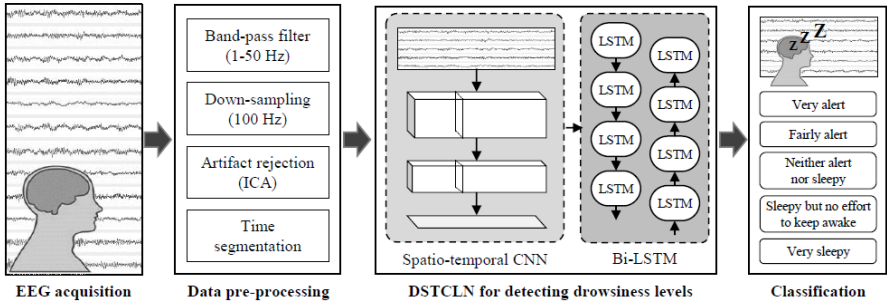 Band-pass filter
(1-50 Hz)
Down-sampling
(100 Hz)
Artifact rejection
(ICA)
Time
segmentation
LSTM
LSTM
LSTM
LSTM
LSTM
LSTM
LSTM
LSTM
Spatio-temporal CNN
Bi-LSTM
z z Z
Very alert
Fairly alert
Neither alert
nor sleepy
Sleepy but no effort
to keep awake
Very sleepy
EEG acquisition
Data pre-processing
DSTCLN for detecting drowsiness levels
Classification